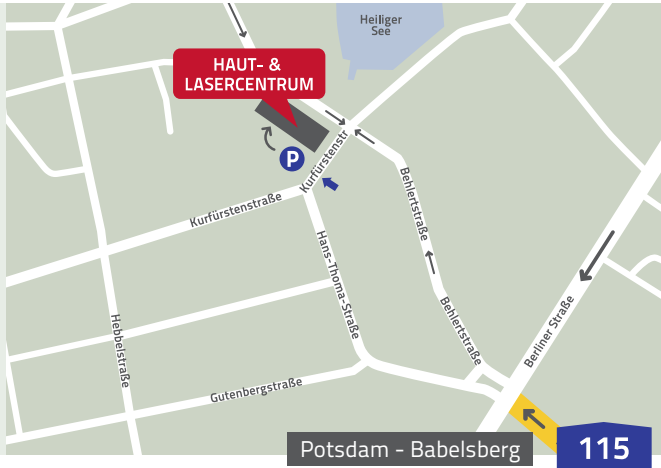 Heiliger
See
HAUT- &
LASERCENTRUM
P
Kurfürstenstr
Kurfürstenstraße
Behlertstraße
Hans-Thoma-Straße
Hebbelstraße
Behlertstraße
Berliner Straße
Gutenbergstraße
Potsdam - Babelsberg
115